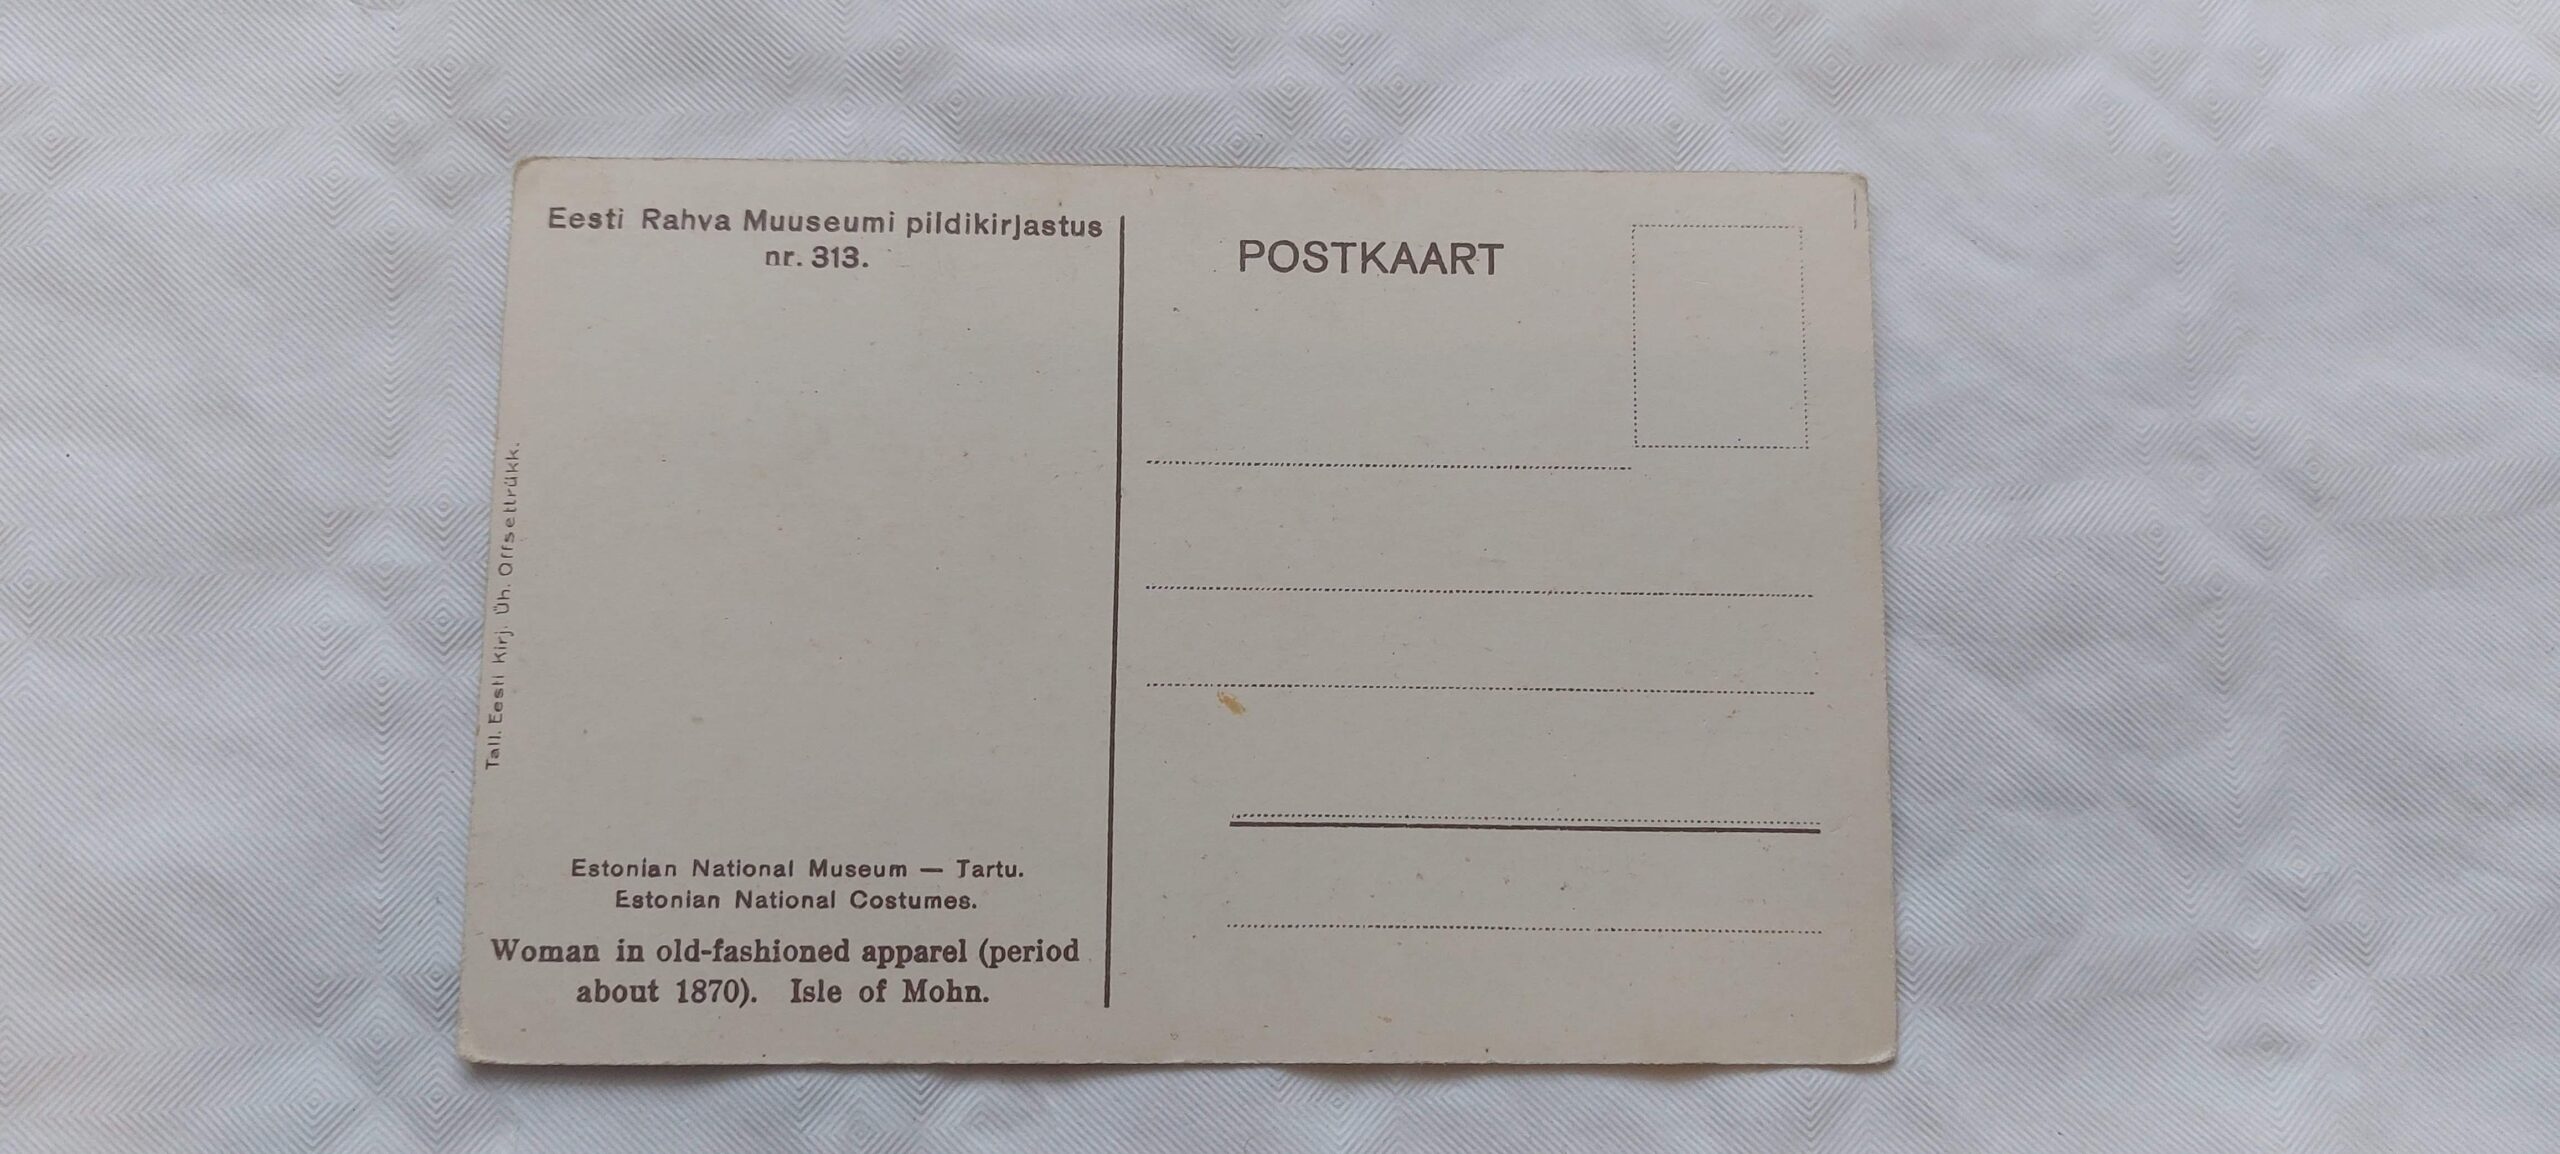 Eesti Rahva Muuseumi pildikirjastus
nr. 313.
POSTKAART
Tall. Eesti Kirj. Üh. Offsettrükk.
Estonian National Museum — Tartu.
Estonian National Costumes.
Woman in old-fashioned apparel (period
about 1870). Isle of Mohn.